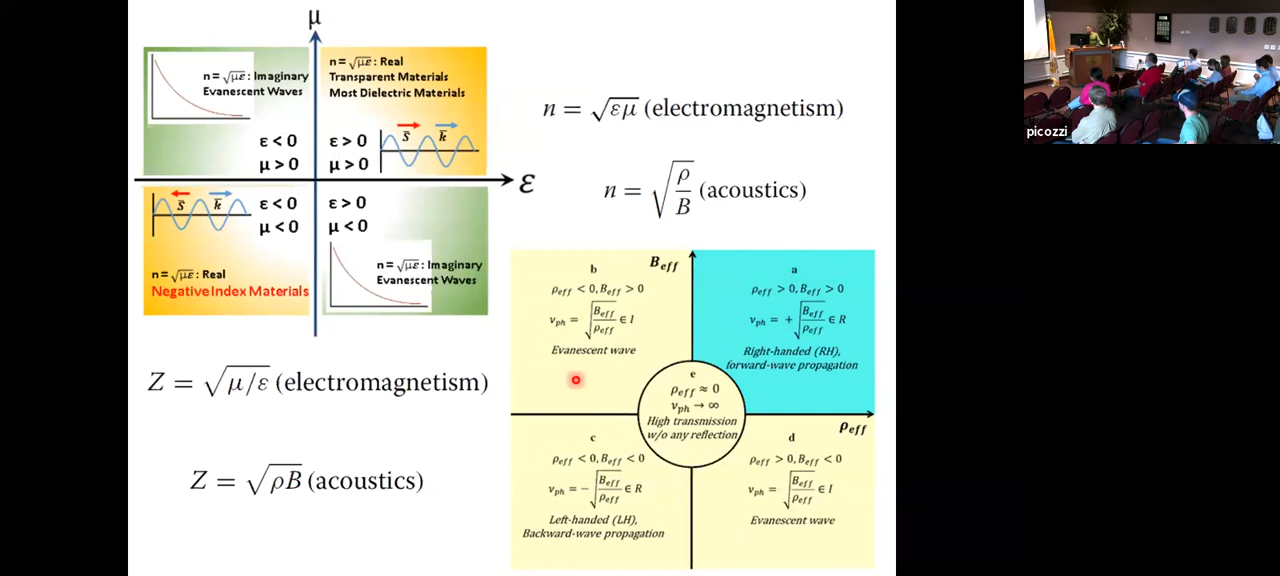 μ
n = √με : Imaginary
Evanescent Waves
ε < 0
μ > 0
n = √με : Real
Transparent Materials
Most Dielectric Materials
ε > 0
μ > 0
S
k
ε
S
k
ε < 0
μ < 0
n = √με : Real
Negative Index Materials
ε > 0
μ < 0
n = √με : Imaginary
Evanescent Waves
n = √εμ (electromagnetism)
n = √(ρ/B) (acoustics)
Z = √μ/ε (electromagnetism)
Z = √ρB (acoustics)
B_eff
b
ρ_eff < 0, B_eff > 0
v_ph = √(B_eff/ρ_eff) ∈ I
Evanescent wave
a
ρ_eff > 0, B_eff > 0
v_ph = + √(B_eff/ρ_eff) ∈ R
Right-handed (RH),
forward-wave propagation
e
ρ_eff ≈ 0
v_ph → ∞
High transmission
w/o any reflection
ρ_eff
c
ρ_eff < 0, B_eff < 0
v_ph = − √(B_eff/ρ_eff) ∈ R
Left-handed (LH),
Backward-wave propagation
d
ρ_eff > 0, B_eff < 0
v_ph = √(B_eff/ρ_eff) ∈ I
Evanescent wave
picozzi